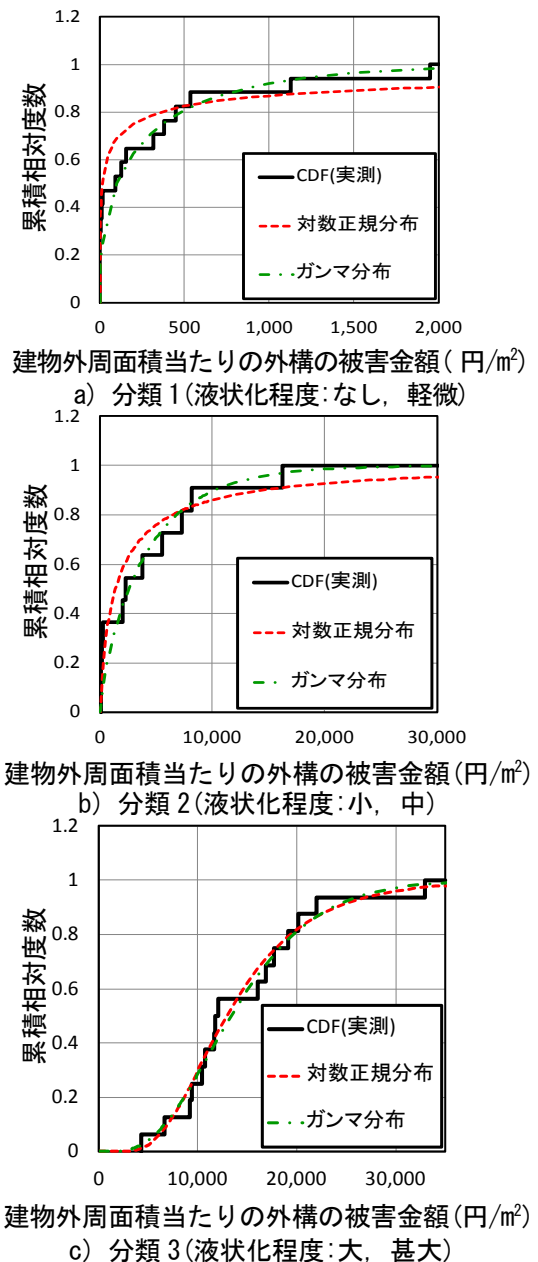 1.2
1
0.8
0.6
0.4
0.2
0
累積相対度数
CDF(実測)
対数正規分布
ガンマ分布
0 500 1,000 1,500 2,000
建物外周面積当たりの外構の被害金額( 円/m²)
a) 分類1(液状化程度:なし, 軽微)
1.2
1
0.8
0.6
0.4
0.2
0
累積相対度数
CDF(実測)
対数正規分布
ガンマ分布
0 10,000 20,000 30,000
建物外周面積当たりの外構の被害金額(円/m²)
b) 分類2(液状化程度:小, 中)
1.2
1
0.8
0.6
0.4
0.2
0
累積相対度数
CDF(実測)
対数正規分布
ガンマ分布
0 10,000 20,000 30,000
建物外周面積当たりの外構の被害金額(円/m²)
c) 分類3(液状化程度:大, 甚大)